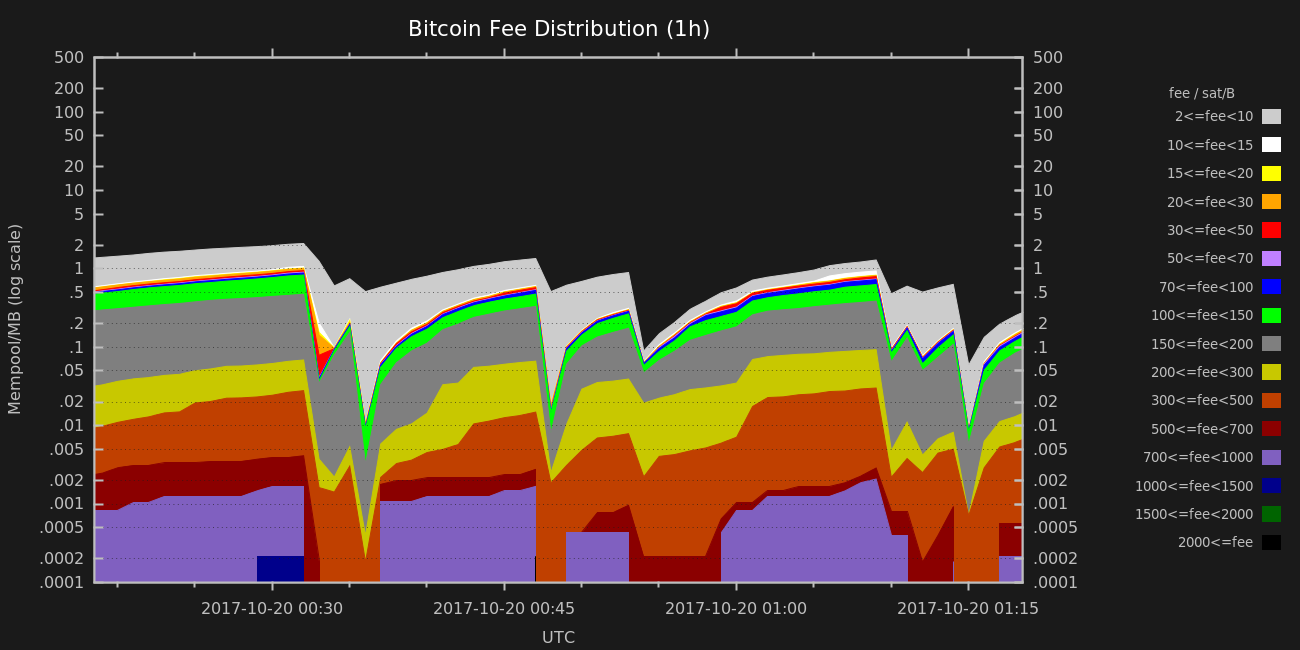 Bitcoin Fee Distribution (1h)
500 500
200 200
100 100
50 50
20 20
10 10
5 5
2 2
1 1
.5 .5
.2 .2
.1 .1
.05 .05
.02 .02
.01 .01
.005 .005
.002 .002
.001 .001
.0005 .0005
.0002 .0002
.0001 .0001
Mempool/MB (log scale)
2017-10-20 00:30 2017-10-20 00:45 2017-10-20 01:00 2017-10-20 01:15
UTC
fee / sat/B
2<=fee<10
10<=fee<15
15<=fee<20
20<=fee<30
30<=fee<50
50<=fee<70
70<=fee<100
100<=fee<150
150<=fee<200
200<=fee<300
300<=fee<500
500<=fee<700
700<=fee<1000
1000<=fee<1500
1500<=fee<2000
2000<=fee